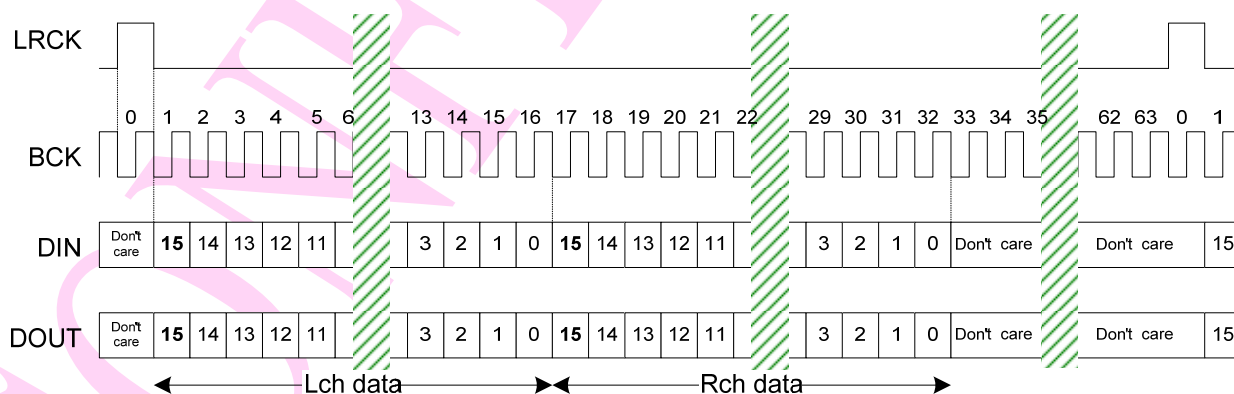 LRCK
0 1 2 3 4 5 6 13 14 15 16 17 18 19 20 21 22 29 30 31 32 33 34 35 62 63 0 1
BCK
DIN Don't care 15 14 13 12 11 3 2 1 0 15 14 13 12 11 3 2 1 0 Don't care Don't care 15
DOUT Don't care 15 14 13 12 11 3 2 1 0 15 14 13 12 11 3 2 1 0 Don't care Don't care 15
Lch data Rch data